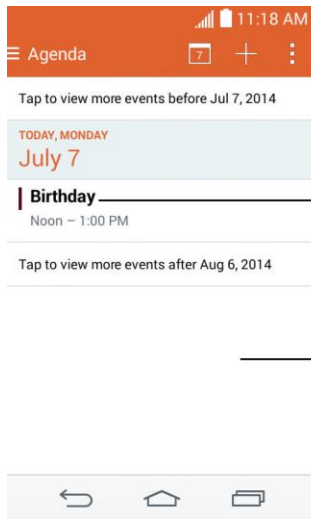 11:18 AM
Agenda 7
Tap to view more events before Jul 7, 2014
TODAY, MONDAY
July 7
Birthday
Noon – 1:00 PM
Tap to view more events after Aug 6, 2014